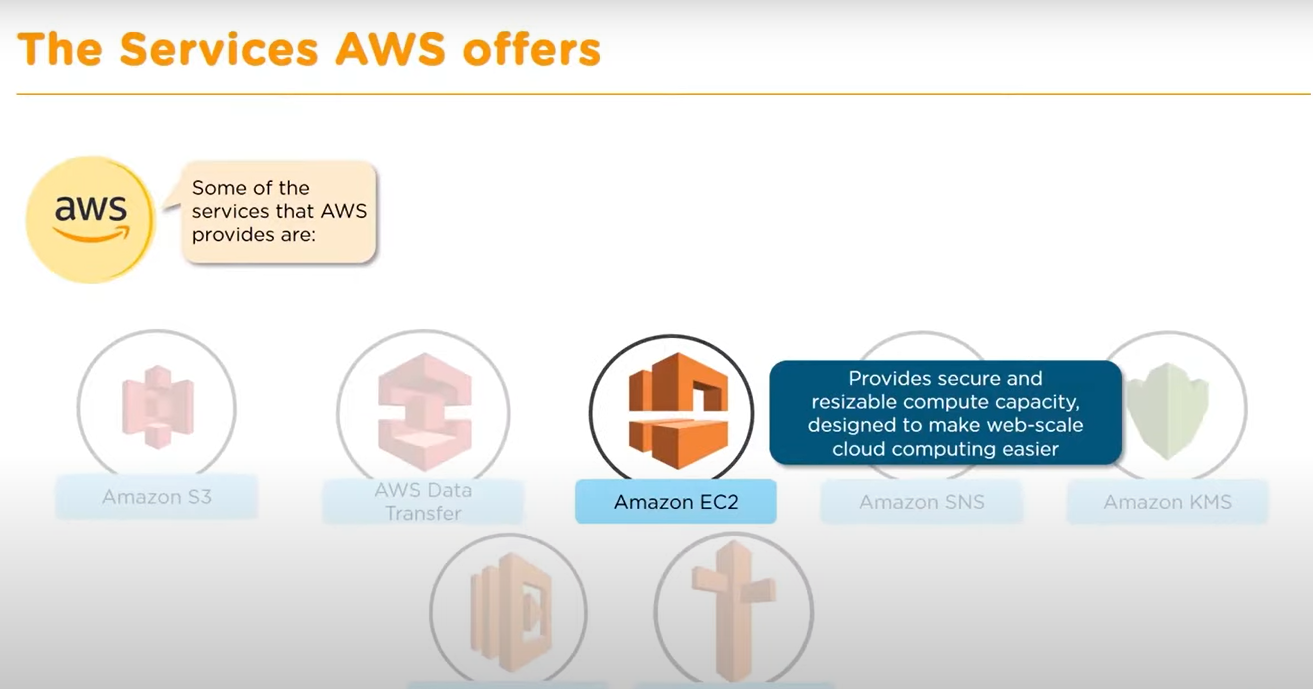 The Services AWS offers
aws
Some of the
services that AWS
provides are:
Provides secure and
resizable compute capacity,
designed to make web-scale
cloud computing easier
Amazon S3
AWS Data
Transfer
Amazon EC2
Amazon SNS
Amazon KMS